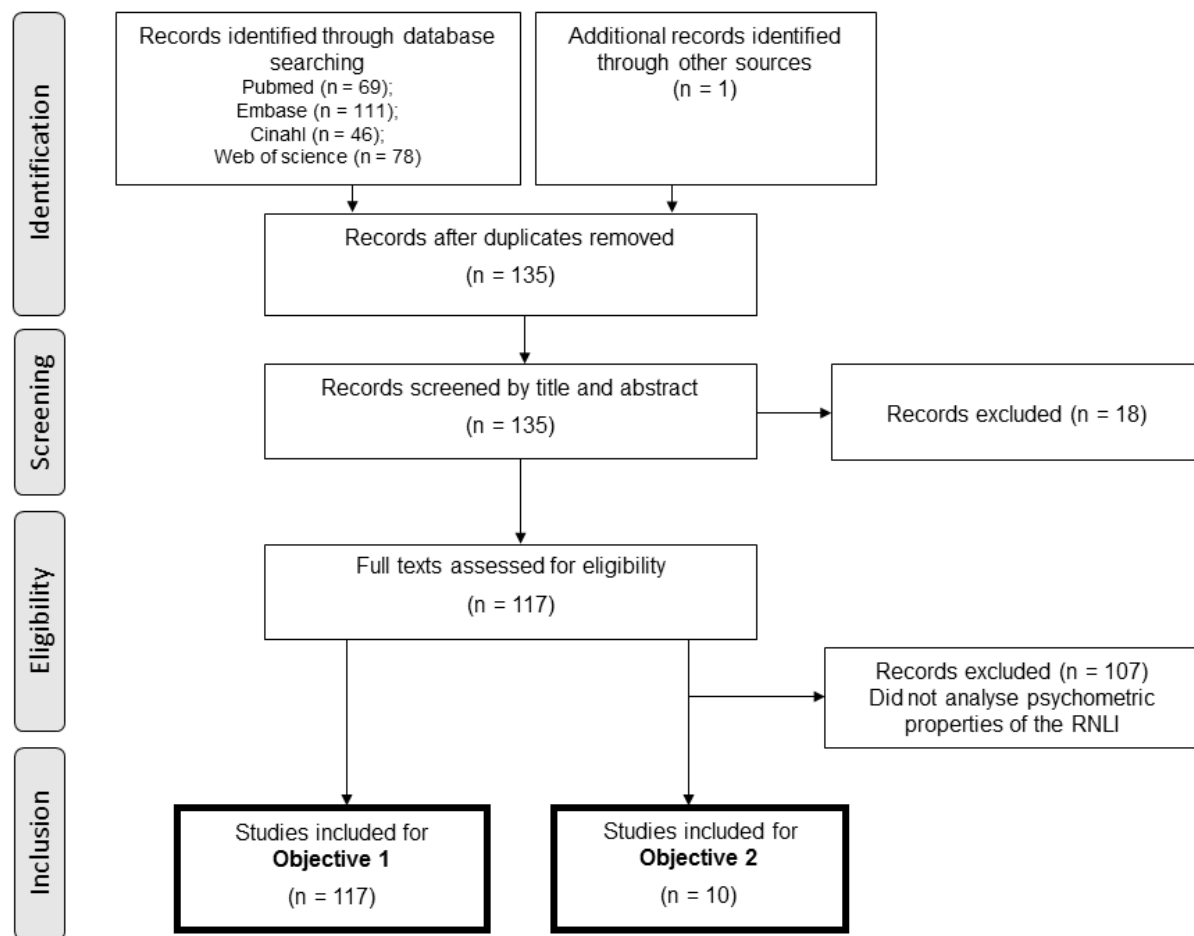 Identification
Records identified through database
searching
Pubmed (n = 69);
Embase (n = 111);
Cinahl (n = 46);
Web of science (n = 78)
Additional records identified
through other sources
(n = 1)
Records after duplicates removed
(n = 135)
Screening
Records screened by title and abstract
(n = 135)
Records excluded (n = 18)
Eligibility
Full texts assessed for eligibility
(n = 117)
Records excluded (n = 107)
Did not analyse psychometric
properties of the RNLI
Inclusion
Studies included for
Objective 1
(n = 117)
Studies included for
Objective 2
(n = 10)